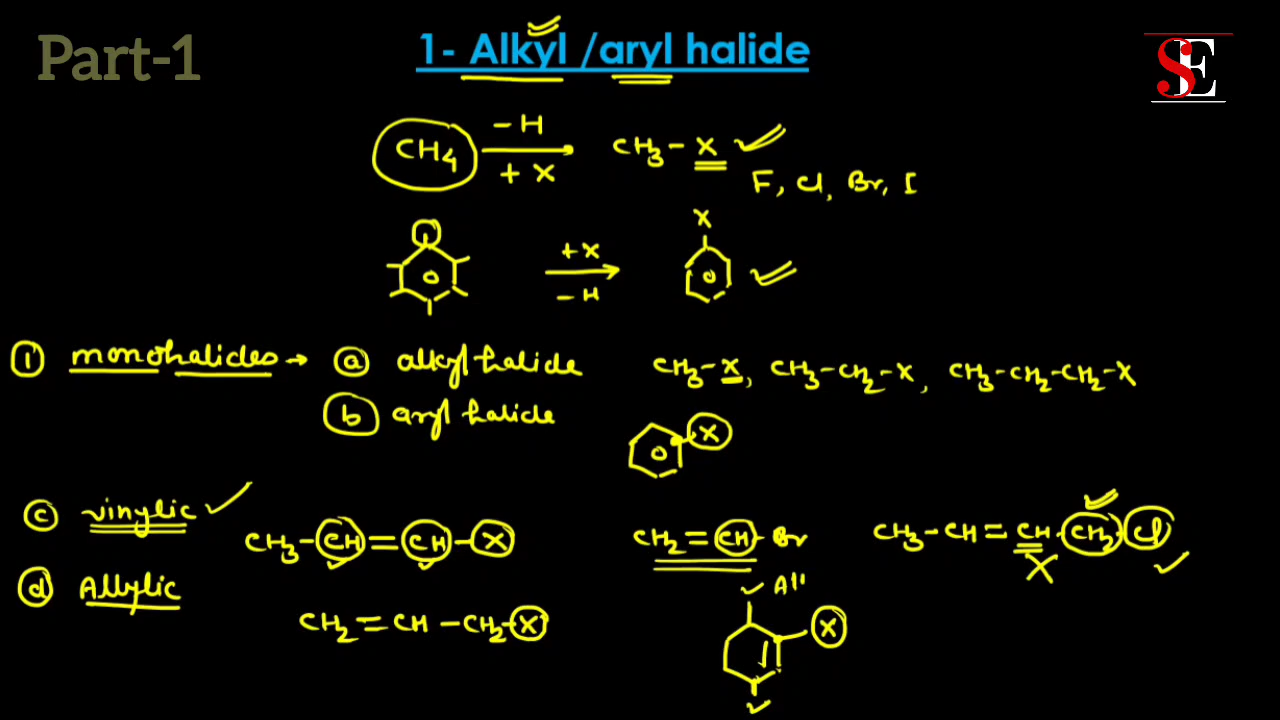 Part-1
1- Alkyl /aryl halide
SE
CH4 - H + X CH3 - X
F, Cl, Br, I
X
+ X
- H
① monohalides → ⓐ alkyl halide CH3-X, CH3-CH2-X, CH3-CH2-CH2-X
ⓑ aryl halide X
ⓒ vinylic CH3-CH=CH-X CH2=CH-Br CH3-CH=CH-CH2-Cl
X
ⓓ Allylic All
CH2=CH-CH2-X X